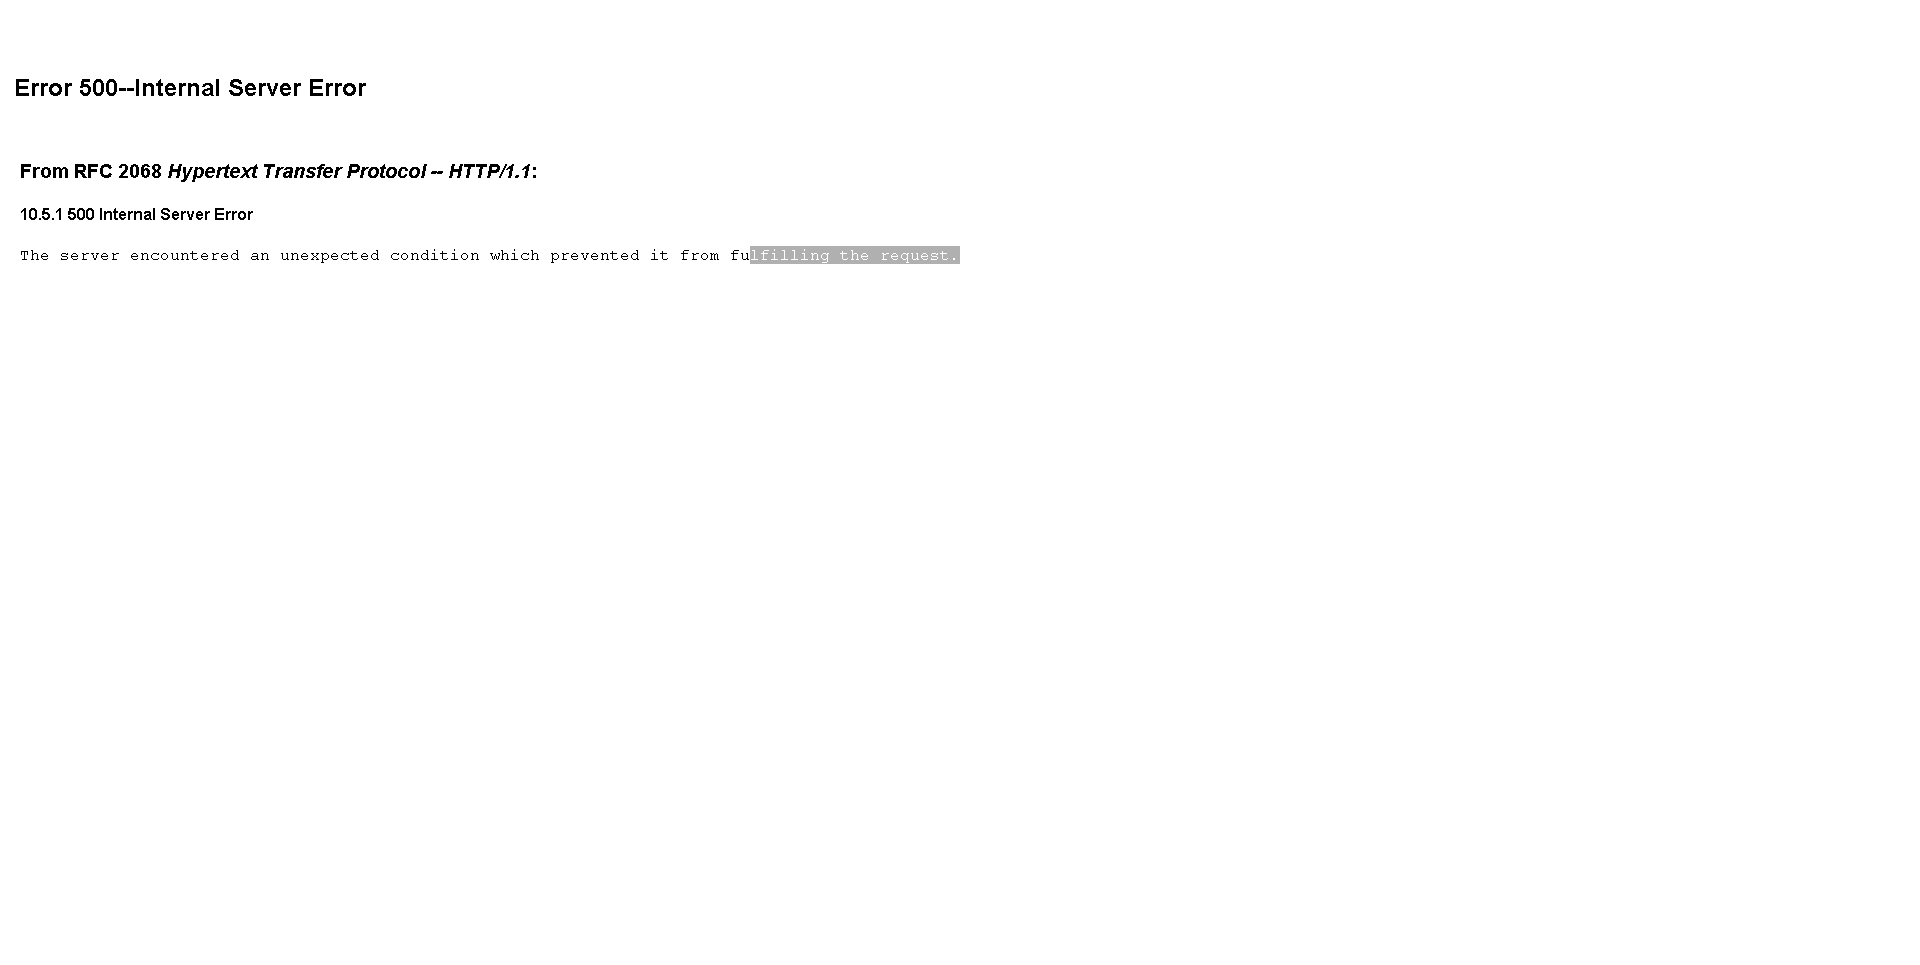 Error 500--Internal Server Error
From RFC 2068 Hypertext Transfer Protocol -- HTTP/1.1:
10.5.1 500 Internal Server Error
The server encountered an unexpected condition which prevented it from fulfilling the request.